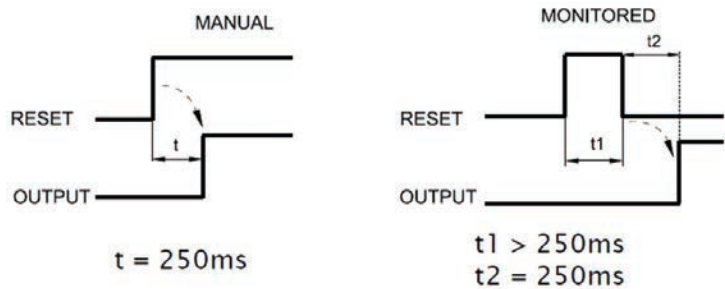 MANUAL
RESET
t
OUTPUT
t = 250ms
MONITORED
t2
RESET
t1
OUTPUT
t1 > 250ms
t2 = 250ms